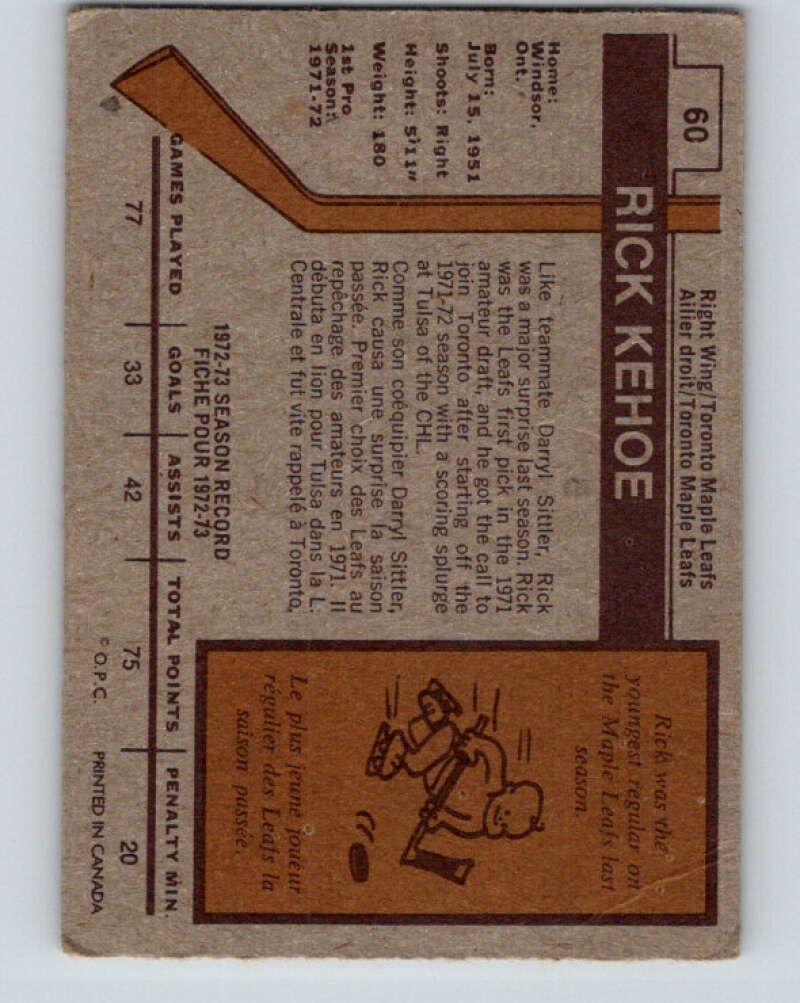 60
Right Wing/Toronto Maple Leafs
Ailier droit/Toronto Maple Leafs
RICK KEHOE
Home:
Windsor,
Ont.
Born:
July 15, 1951
Shoots: Right
Height: 5'11"
Weight: 180
1st Pro
Season:
1971-72
Like teammate Darryl Sittler, Rick
was a major surprise last season. Rick
was the Leafs first pick in the 1971
amateur draft, and he got the call to
join Toronto after starting off the
1971-72 season with a scoring splurge
at Tulsa of the CHL.
Comme son coéquipier Darryl Sittler,
Rick causa une surprise la saison
passée. Premier choix des Leafs au
repêchage des amateurs en 1971. Il
débuta en lion pour Tulsa dans la L.
Centrale et fut vite rappelé à Toronto.
Rick was the
youngest regular on
the Maple Leafs last
season.
Le plus jeune joueur
régulier des Leafs la
saison passée.
1972-73 SEASON RECORD
FICHE POUR 1972-73
GAMES PLAYED GOALS ASSISTS TOTAL POINTS PENALTY MIN.
77 33 42 75 20
© O.P.C. PRINTED IN CANADA